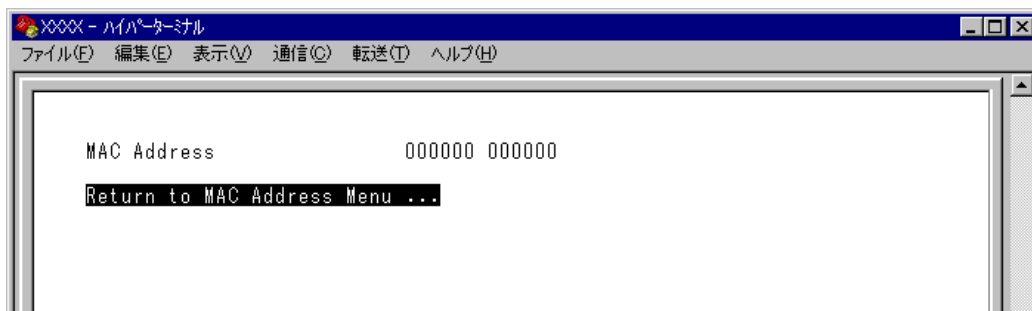 XXXX - ハイパーターミナル
ファイル(F) 編集(E) 表示(V) 通信(C) 転送(T) ヘルプ(H)
MAC Address 000000 000000
Return to MAC Address Menu ...